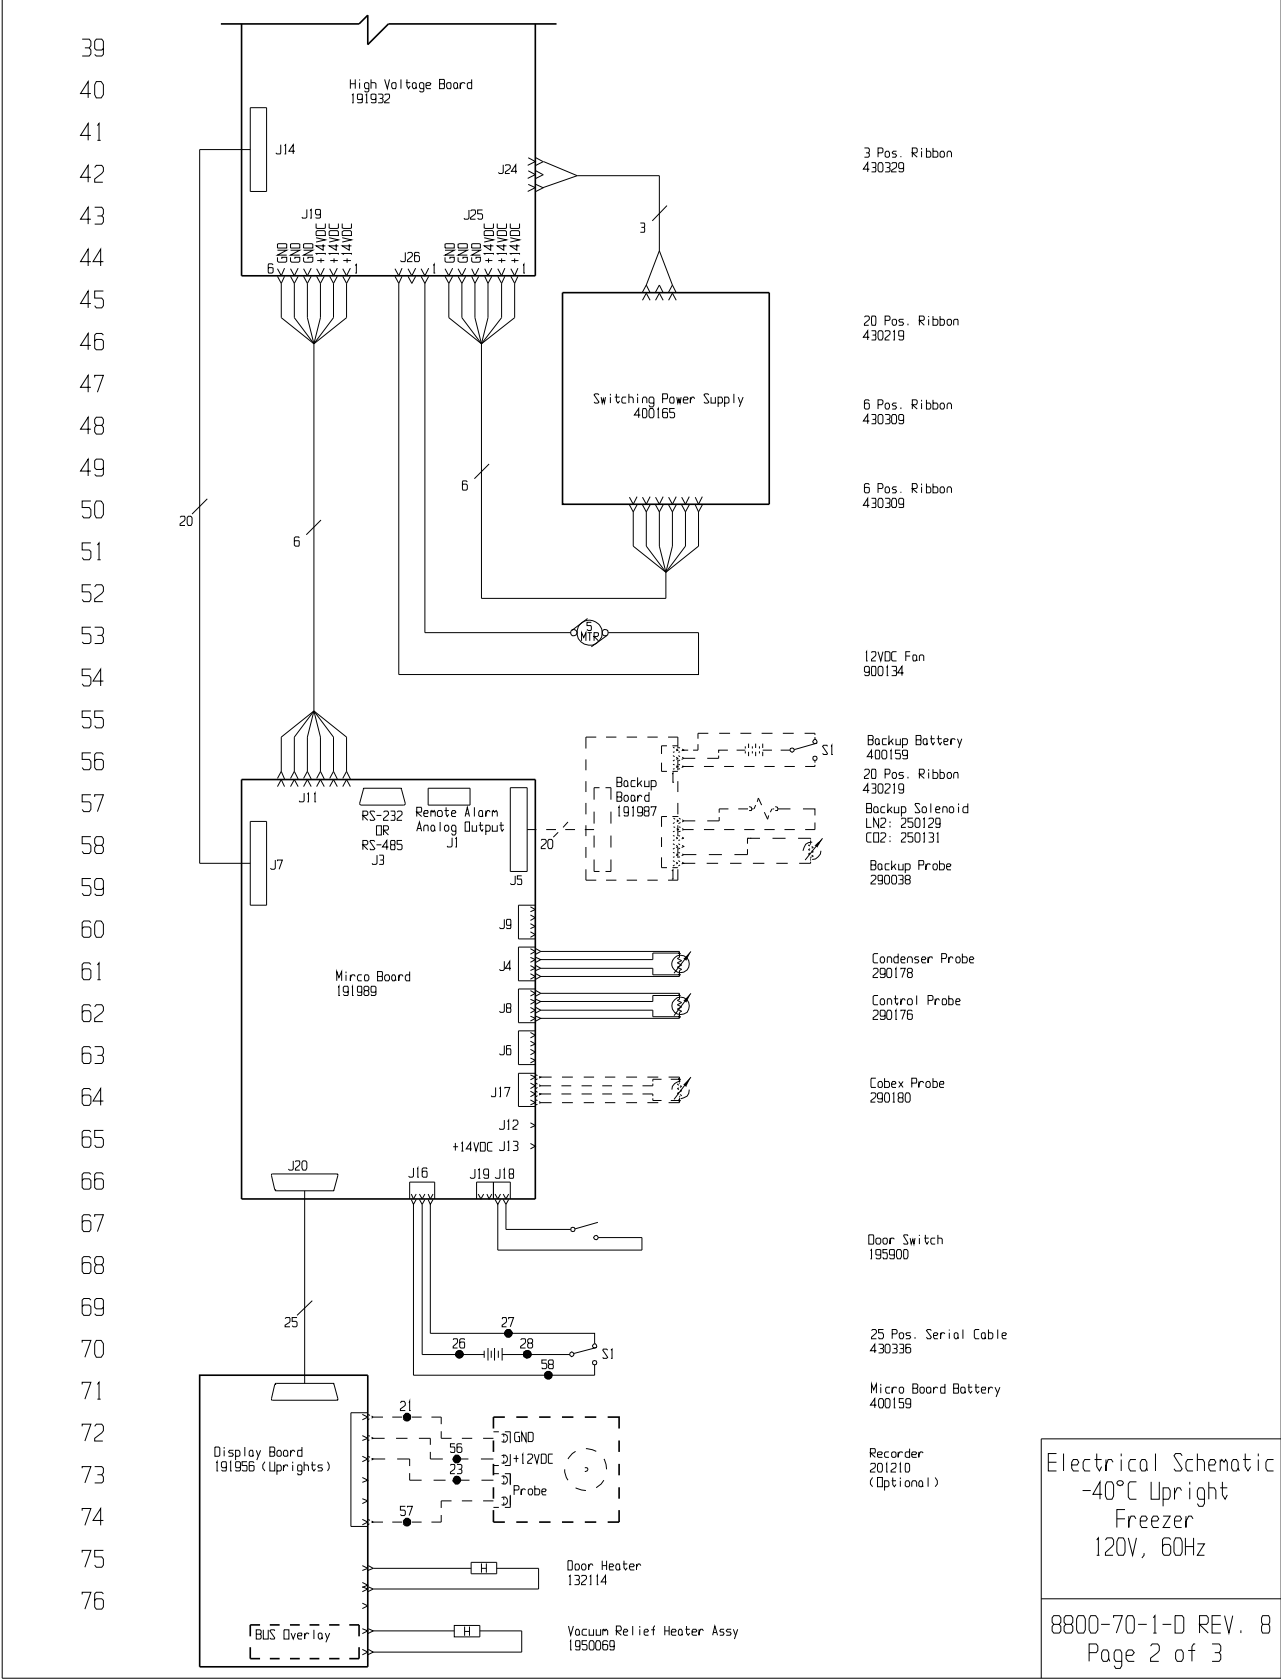 39
40
High Voltage Board
191932
41
J14
3 Pos. Ribbon
430329
42
J24
43
J19
J25
3
GND
GND
GND
+14VDC
+14VDC
+14VDC
GND
GND
GND
+14VDC
+14VDC
+14VDC
44
J26
6
1
1
1
45
20 Pos. Ribbon
430219
46
47
Switching Power Supply
400165
6 Pos. Ribbon
430309
48
49
6
6 Pos. Ribbon
430309
50
20
6
51
52
53
5
MTR
12VDC Fan
900134
54
55
Backup Battery
400159
S1
56
20 Pos. Ribbon
430219
Backup
Board
191987
1
57
J11
RS-232
OR
RS-485
J3
Remote Alarm
Analog Output
J1
Backup Solenoid
LN2: 250129
CO2: 250131
58
20
J7
J5
1
Backup Probe
290038
59
60
J9
61
J4
Condenser Probe
290178
Mirco Board
191989
62
J8
Control Probe
290176
63
J6
64
J17
Cobex Probe
290180
65
J12
+14VDC J13
66
J20
J16
J19 J18
67
Door Switch
195900
68
69
25
27
25 Pos. Serial Cable
430336
70
26
28
S1
58
71
Micro Board Battery
400159
21
72
GND
Display Board
191956 (Uprights)
56
+12VDC
Recorder
201210
(Optional)
73
23
Probe
74
57
75
H
Door Heater
132114
76
BUS Overlay
H
Vacuum Relief Heater Assy
1950069
Electrical Schematic
-40°C Upright
Freezer
120V, 60Hz
8800-70-1-D REV. 8
Page 2 of 3